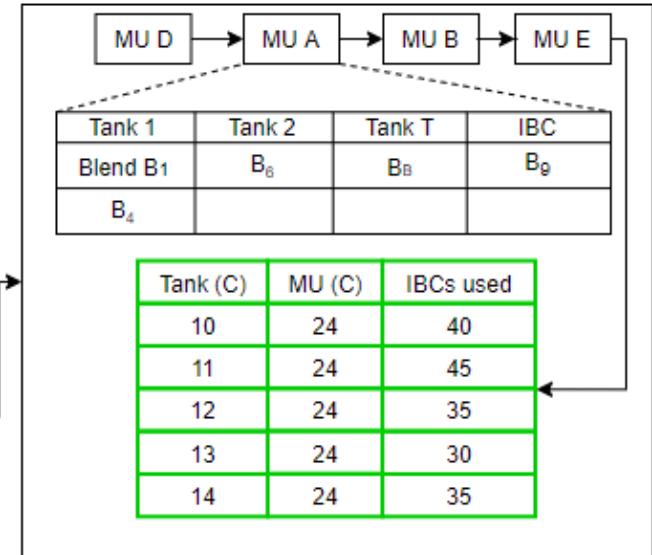 MU D MU A MU B MU E
Tank 1 Tank 2 Tank T IBC
Blend B1 B₆ BB B₉
B₄
Tank (C) MU (C) IBCs used
10 24 40
11 24 45
12 24 35
13 24 30
14 24 35